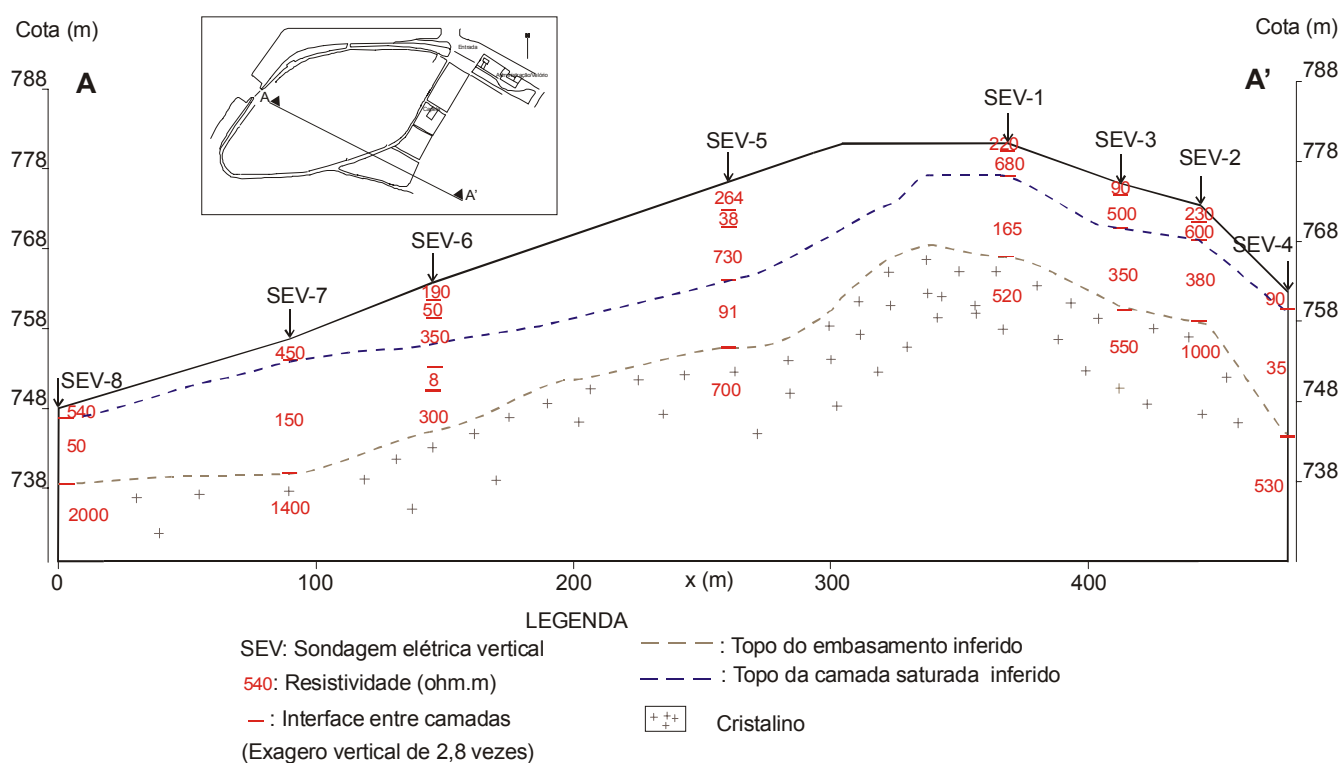 Cota (m)
Cota (m)
Entrada
N
Capela
A
A'
A
A'
788
778
768
758
748
738
788
778
768
758
748
738
SEV-8
SEV-7
SEV-6
SEV-5
SEV-1
SEV-3
SEV-2
SEV-4
540
50
2000
450
150
1400
190
50
350
8
300
264
38
730
91
700
220
680
165
520
90
500
350
550
230
600
380
1000
90
35
530
0
100
200
x (m)
300
400
LEGENDA
SEV: Sondagem elétrica vertical
540: Resistividade (ohm.m)
: Interface entre camadas
(Exagero vertical de 2,8 vezes)
: Topo do embasamento inferido
: Topo da camada saturada inferido
Cristalino